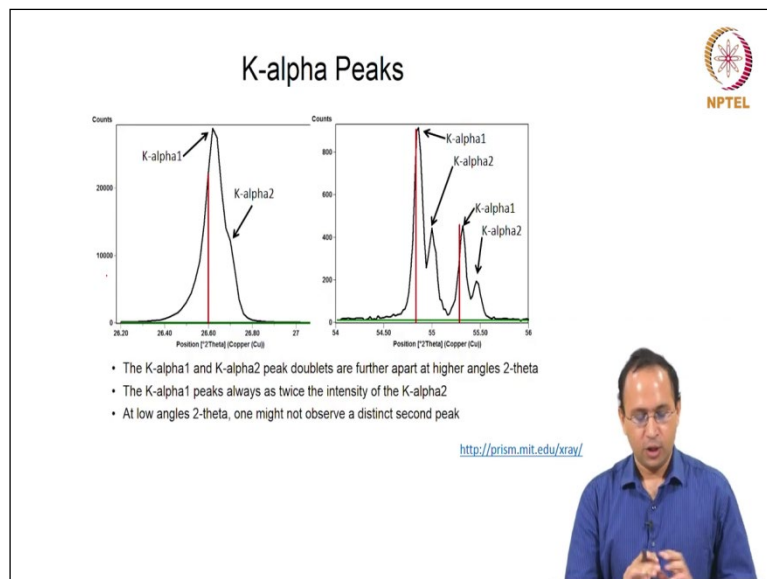 K-alpha Peaks
NPTEL
Counts
K-alpha1
K-alpha2
20000
10000
0
26.20 26.40 26.60 26.80 27
Position [°2Theta] (Copper (Cu))
Counts
K-alpha1
K-alpha2
K-alpha1
K-alpha2
800
600
400
200
0
54 54.50 55 55.50 56
Position [°2Theta] (Copper (Cu))
• The K-alpha1 and K-alpha2 peak doublets are further apart at higher angles 2-theta
• The K-alpha1 peaks always as twice the intensity of the K-alpha2
• At low angles 2-theta, one might not observe a distinct second peak
http://prism.mit.edu/xray/